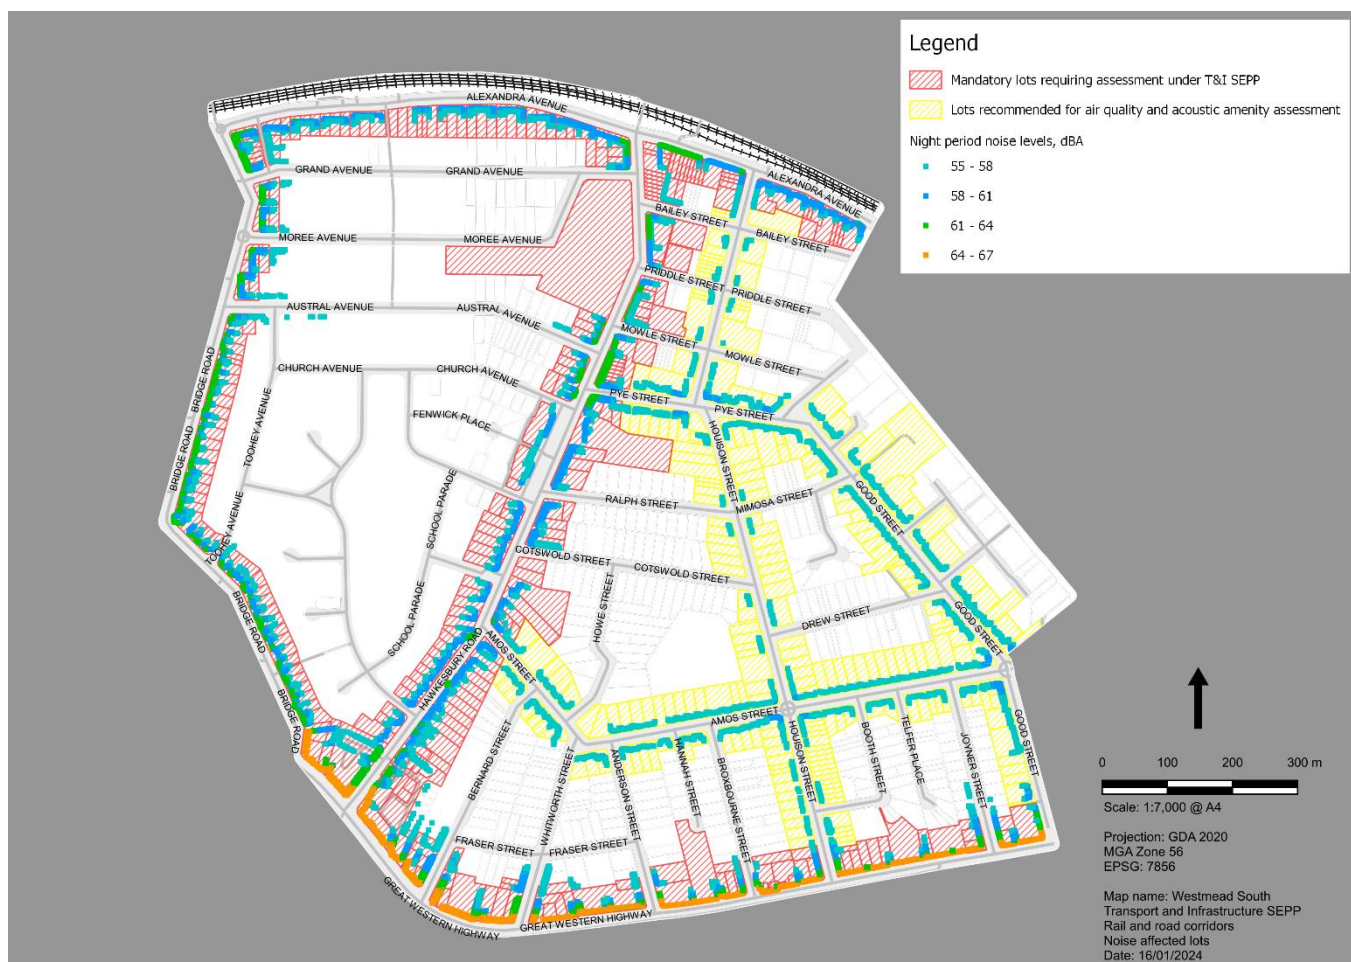 Legend
Mandatory lots requiring assessment under T&I SEPP
Lots recommended for air quality and acoustic amenity assessment
Night period noise levels, dBA
55 - 58
58 - 61
61 - 64
64 - 67
ALEXANDRA AVENUE
GRAND AVENUE
GRAND AVENUE
ALEXANDRA AVENUE
BAILEY STREET
BAILEY STREET
MOREE AVENUE
MOREE AVENUE
PRIDDLE STREET
PRIDDLE STREET
AUSTRAL AVENUE
AUSTRAL AVENUE
MOWLE STREET
MOWLE STREET
BRIDGE ROAD
CHURCH AVENUE
CHURCH AVENUE
PYE STREET
PYE STREET
FENWICK PLACE
TOOHEY AVENUE
BRIDGE ROAD
HOUISON STREET
RALPH STREET
MIMOSA STREET
GOOD STREET
SCHOOL PARADE
TOOHEY AVENUE
COTSWOLD STREET
COTSWOLD STREET
HOWE STREET
BRIDGE ROAD
DREW STREET
GOOD STREET
SCHOOL PARADE
HAWKESBURY ROAD
AMOS STREET
BRIDGE ROAD
AMOS STREET
BERNARD STREET
WHITWORTH STREET
ANDERSON STREET
HANNAH STREET
BROXBOURNE STREET
HOUISON STREET
BOOTH STREET
TELFER PLACE
JOYNER STREET
GOOD STREET
FRASER STREET
FRASER STREET
GREAT WESTERN HIGHWAY
GREAT WESTERN HIGHWAY
0 100 200 300 m
Scale: 1:7,000 @ A4
Projection: GDA 2020
MGA Zone 56
EPSG: 7856
Map name: Westmead South
Transport and Infrastructure SEPP
Rail and road corridors
Noise affected lots
Date: 16/01/2024